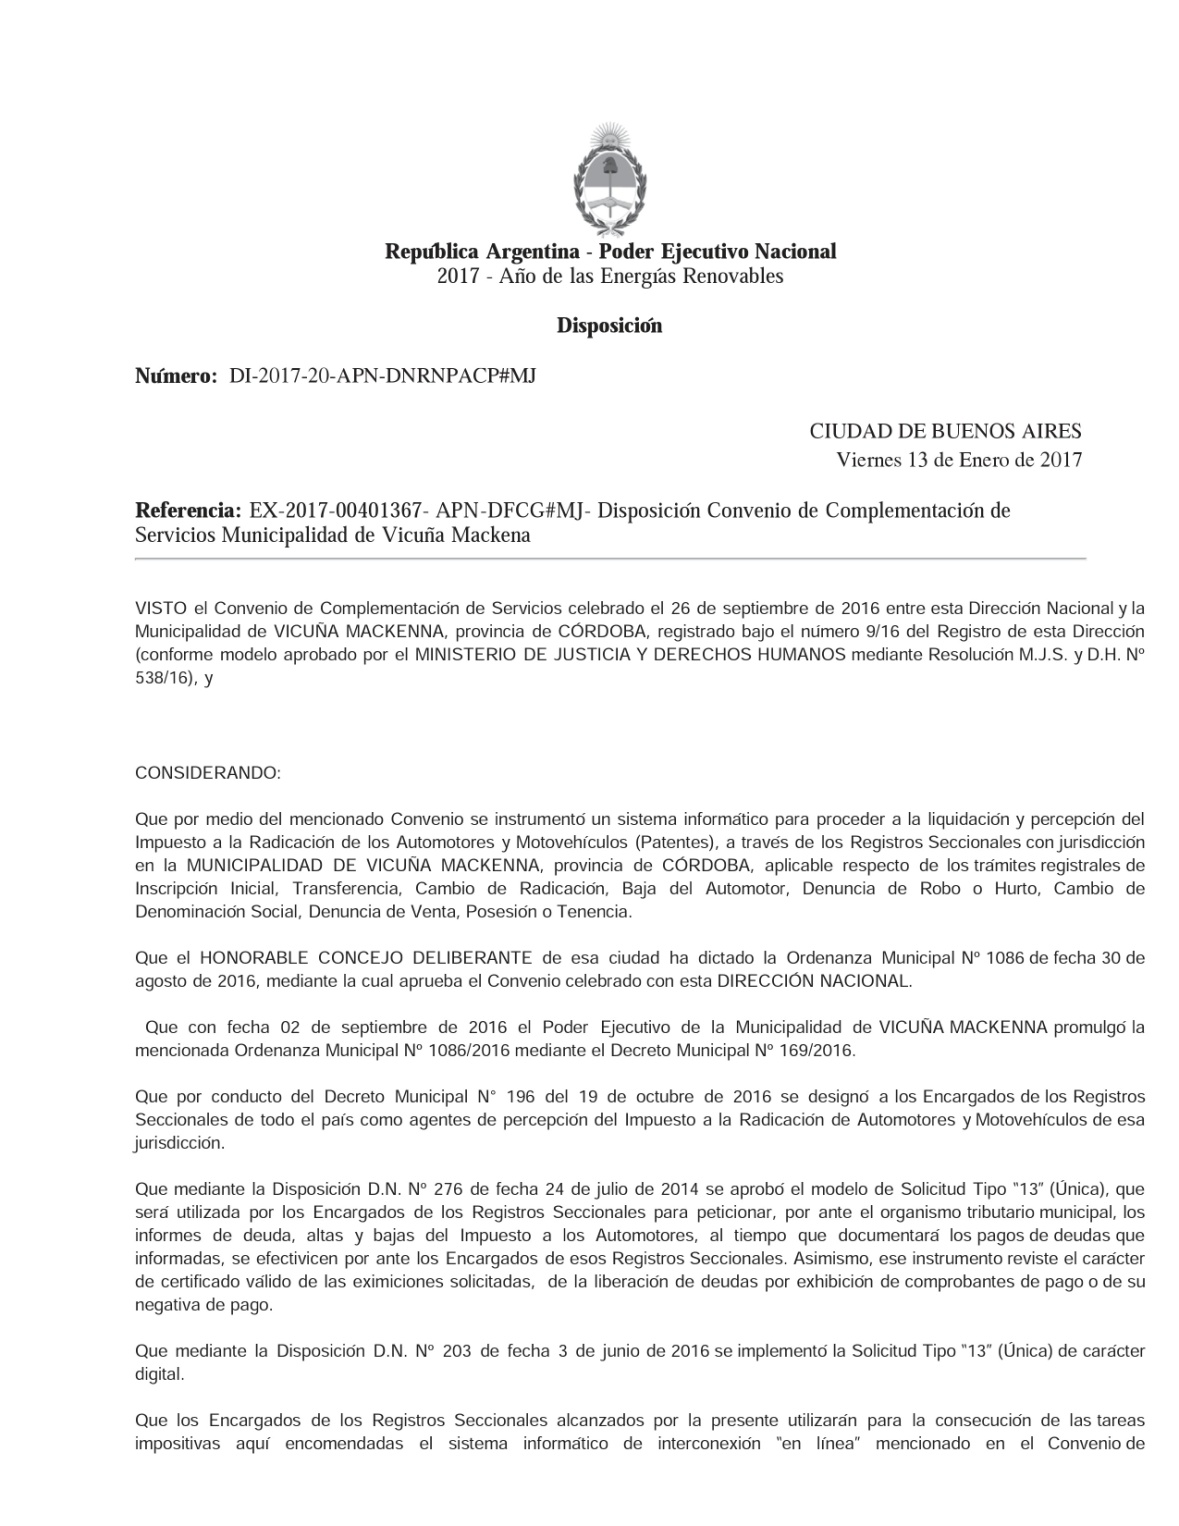 República Argentina - Poder Ejecutivo Nacional
2017 - Año de las Energías Renovables
Disposición
Número: DI-2017-20-APN-DNRNPACP#MJ
CIUDAD DE BUENOS AIRES
Viernes 13 de Enero de 2017
Referencia: EX-2017-00401367- APN-DFCG#MJ- Disposición Convenio de Complementación de
Servicios Municipalidad de Vicuña Mackena
VISTO el Convenio de Complementación de Servicios celebrado el 26 de septiembre de 2016 entre esta Dirección Nacional y la
Municipalidad de VICUÑA MACKENNA, provincia de CÓRDOBA, registrado bajo el número 9/16 del Registro de esta Dirección
(conforme modelo aprobado por el MINISTERIO DE JUSTICIA Y DERECHOS HUMANOS mediante Resolución M.J.S. y D.H. Nº
538/16), y
CONSIDERANDO:
Que por medio del mencionado Convenio se instrumentó un sistema informático para proceder a la liquidación y percepción del
Impuesto a la Radicación de los Automotores y Motovehículos (Patentes), a través de los Registros Seccionales con jurisdicción
en la MUNICIPALIDAD DE VICUÑA MACKENNA, provincia de CÓRDOBA, aplicable respecto de los trámites registrales de
Inscripción Inicial, Transferencia, Cambio de Radicación, Baja del Automotor, Denuncia de Robo o Hurto, Cambio de
Denominación Social, Denuncia de Venta, Posesión o Tenencia.
Que el HONORABLE CONCEJO DELIBERANTE de esa ciudad ha dictado la Ordenanza Municipal Nº 1086 de fecha 30 de
agosto de 2016, mediante la cual aprueba el Convenio celebrado con esta DIRECCIÓN NACIONAL.
Que con fecha 02 de septiembre de 2016 el Poder Ejecutivo de la Municipalidad de VICUÑA MACKENNA promulgó la
mencionada Ordenanza Municipal Nº 1086/2016 mediante el Decreto Municipal Nº 169/2016.
Que por conducto del Decreto Municipal N° 196 del 19 de octubre de 2016 se designó a los Encargados de los Registros
Seccionales de todo el país como agentes de percepción del Impuesto a la Radicación de Automotores y Motovehículos de esa
jurisdicción.
Que mediante la Disposición D.N. Nº 276 de fecha 24 de julio de 2014 se aprobó el modelo de Solicitud Tipo “13” (Única), que
será utilizada por los Encargados de los Registros Seccionales para peticionar, por ante el organismo tributario municipal, los
informes de deuda, altas y bajas del Impuesto a los Automotores, al tiempo que documentará los pagos de deudas que
informadas, se efectivicen por ante los Encargados de esos Registros Seccionales. Asimismo, ese instrumento reviste el carácter
de certificado válido de las eximiciones solicitadas, de la liberación de deudas por exhibición de comprobantes de pago o de su
negativa de pago.
Que mediante la Disposición D.N. Nº 203 de fecha 3 de junio de 2016 se implementó la Solicitud Tipo “13” (Única) de carácter
digital.
Que los Encargados de los Registros Seccionales alcanzados por la presente utilizarán para la consecución de las tareas
impositivas aquí encomendadas el sistema informático de interconexión “en línea” mencionado en el Convenio de